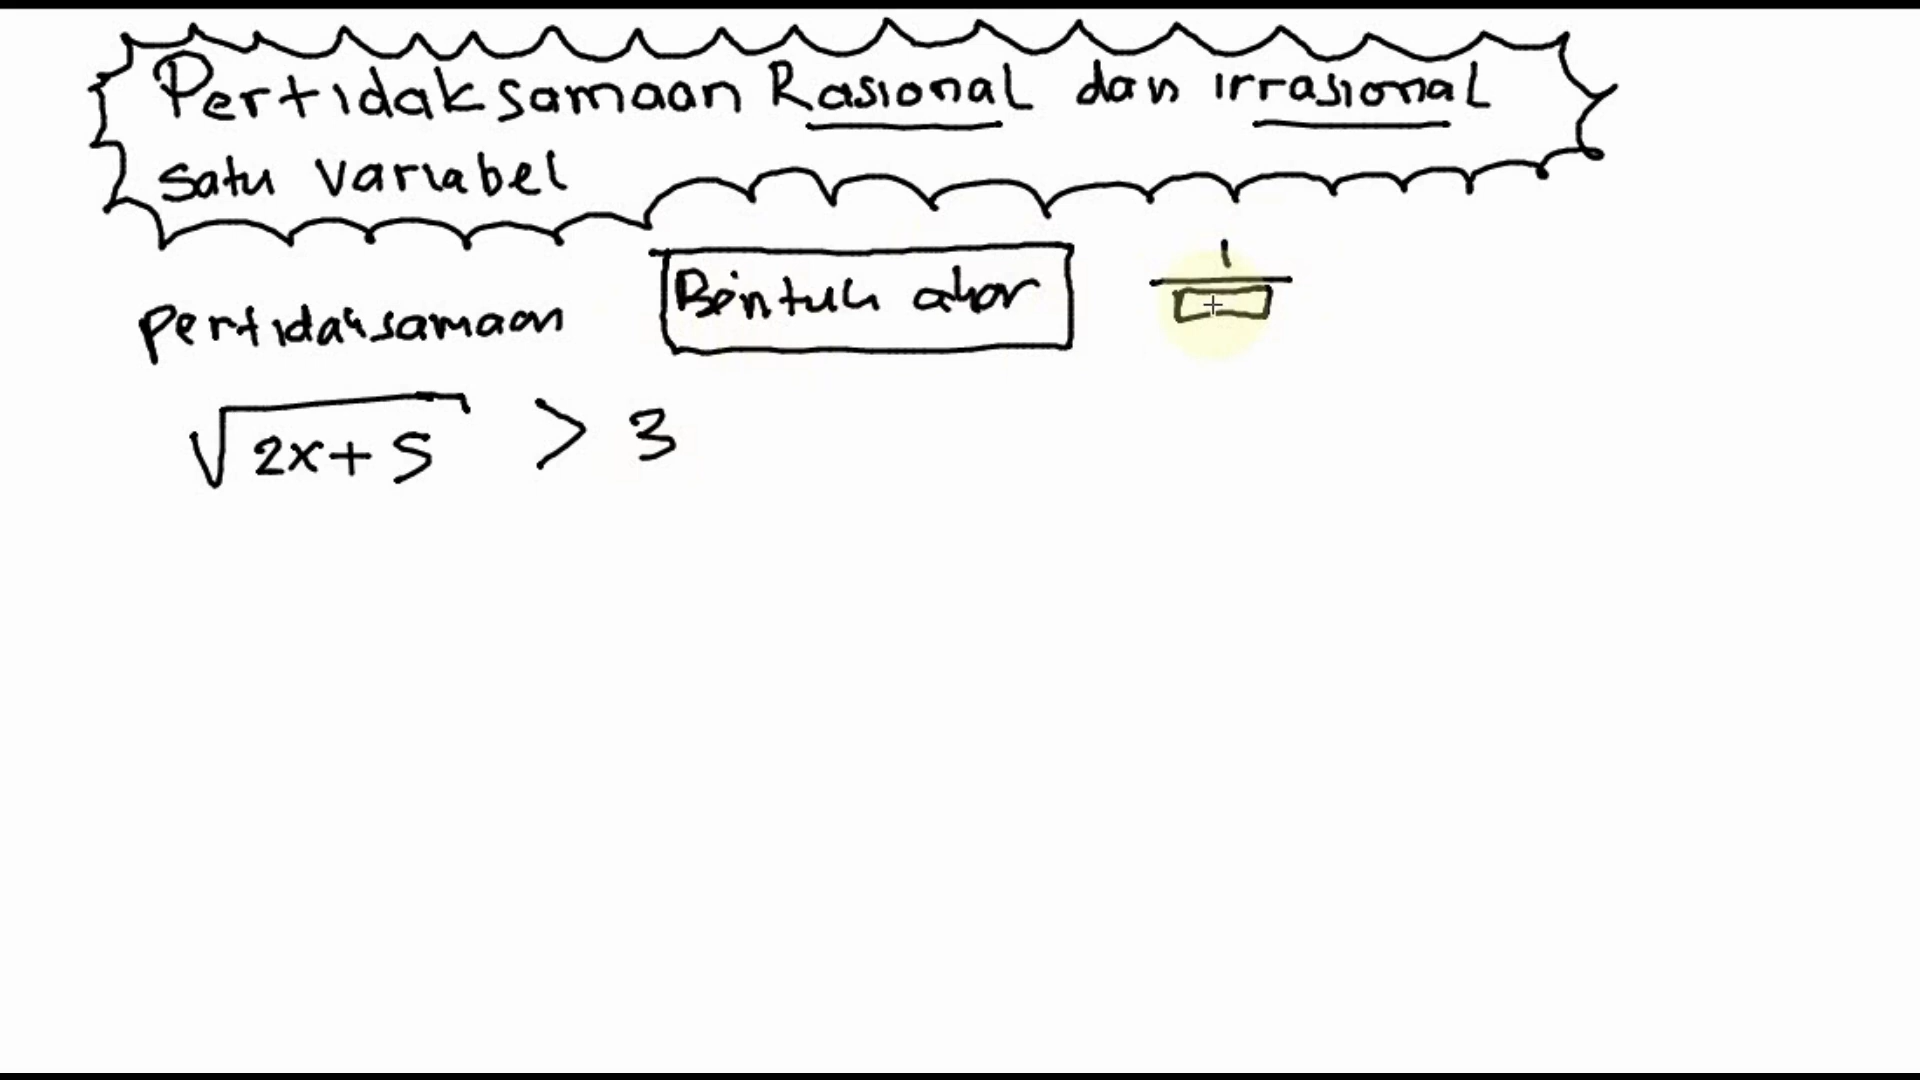 Pertidaksamaan Rasional dan irrasional
satu variabel
pertidaksamaan Bentuk akar
1
√2x+5 > 3